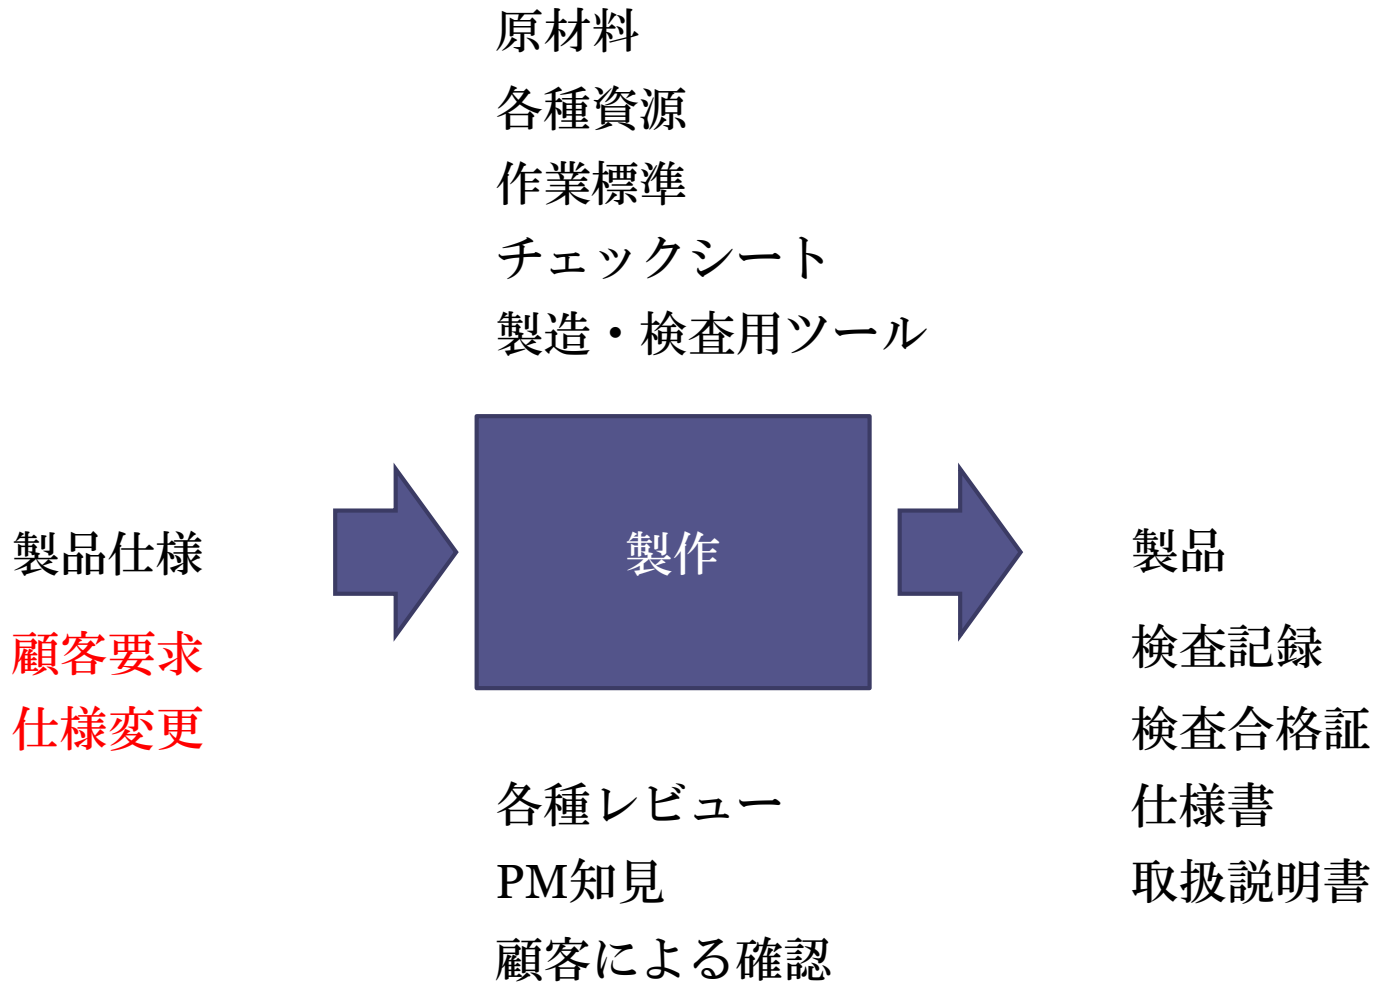 原材料
各種資源
作業標準
チェックシート
製造・検査用ツール
製品仕様
顧客要求
仕様変更
製作
製品
検査記録
検査合格証
仕様書
取扱説明書
各種レビュー
PM知見
顧客による確認